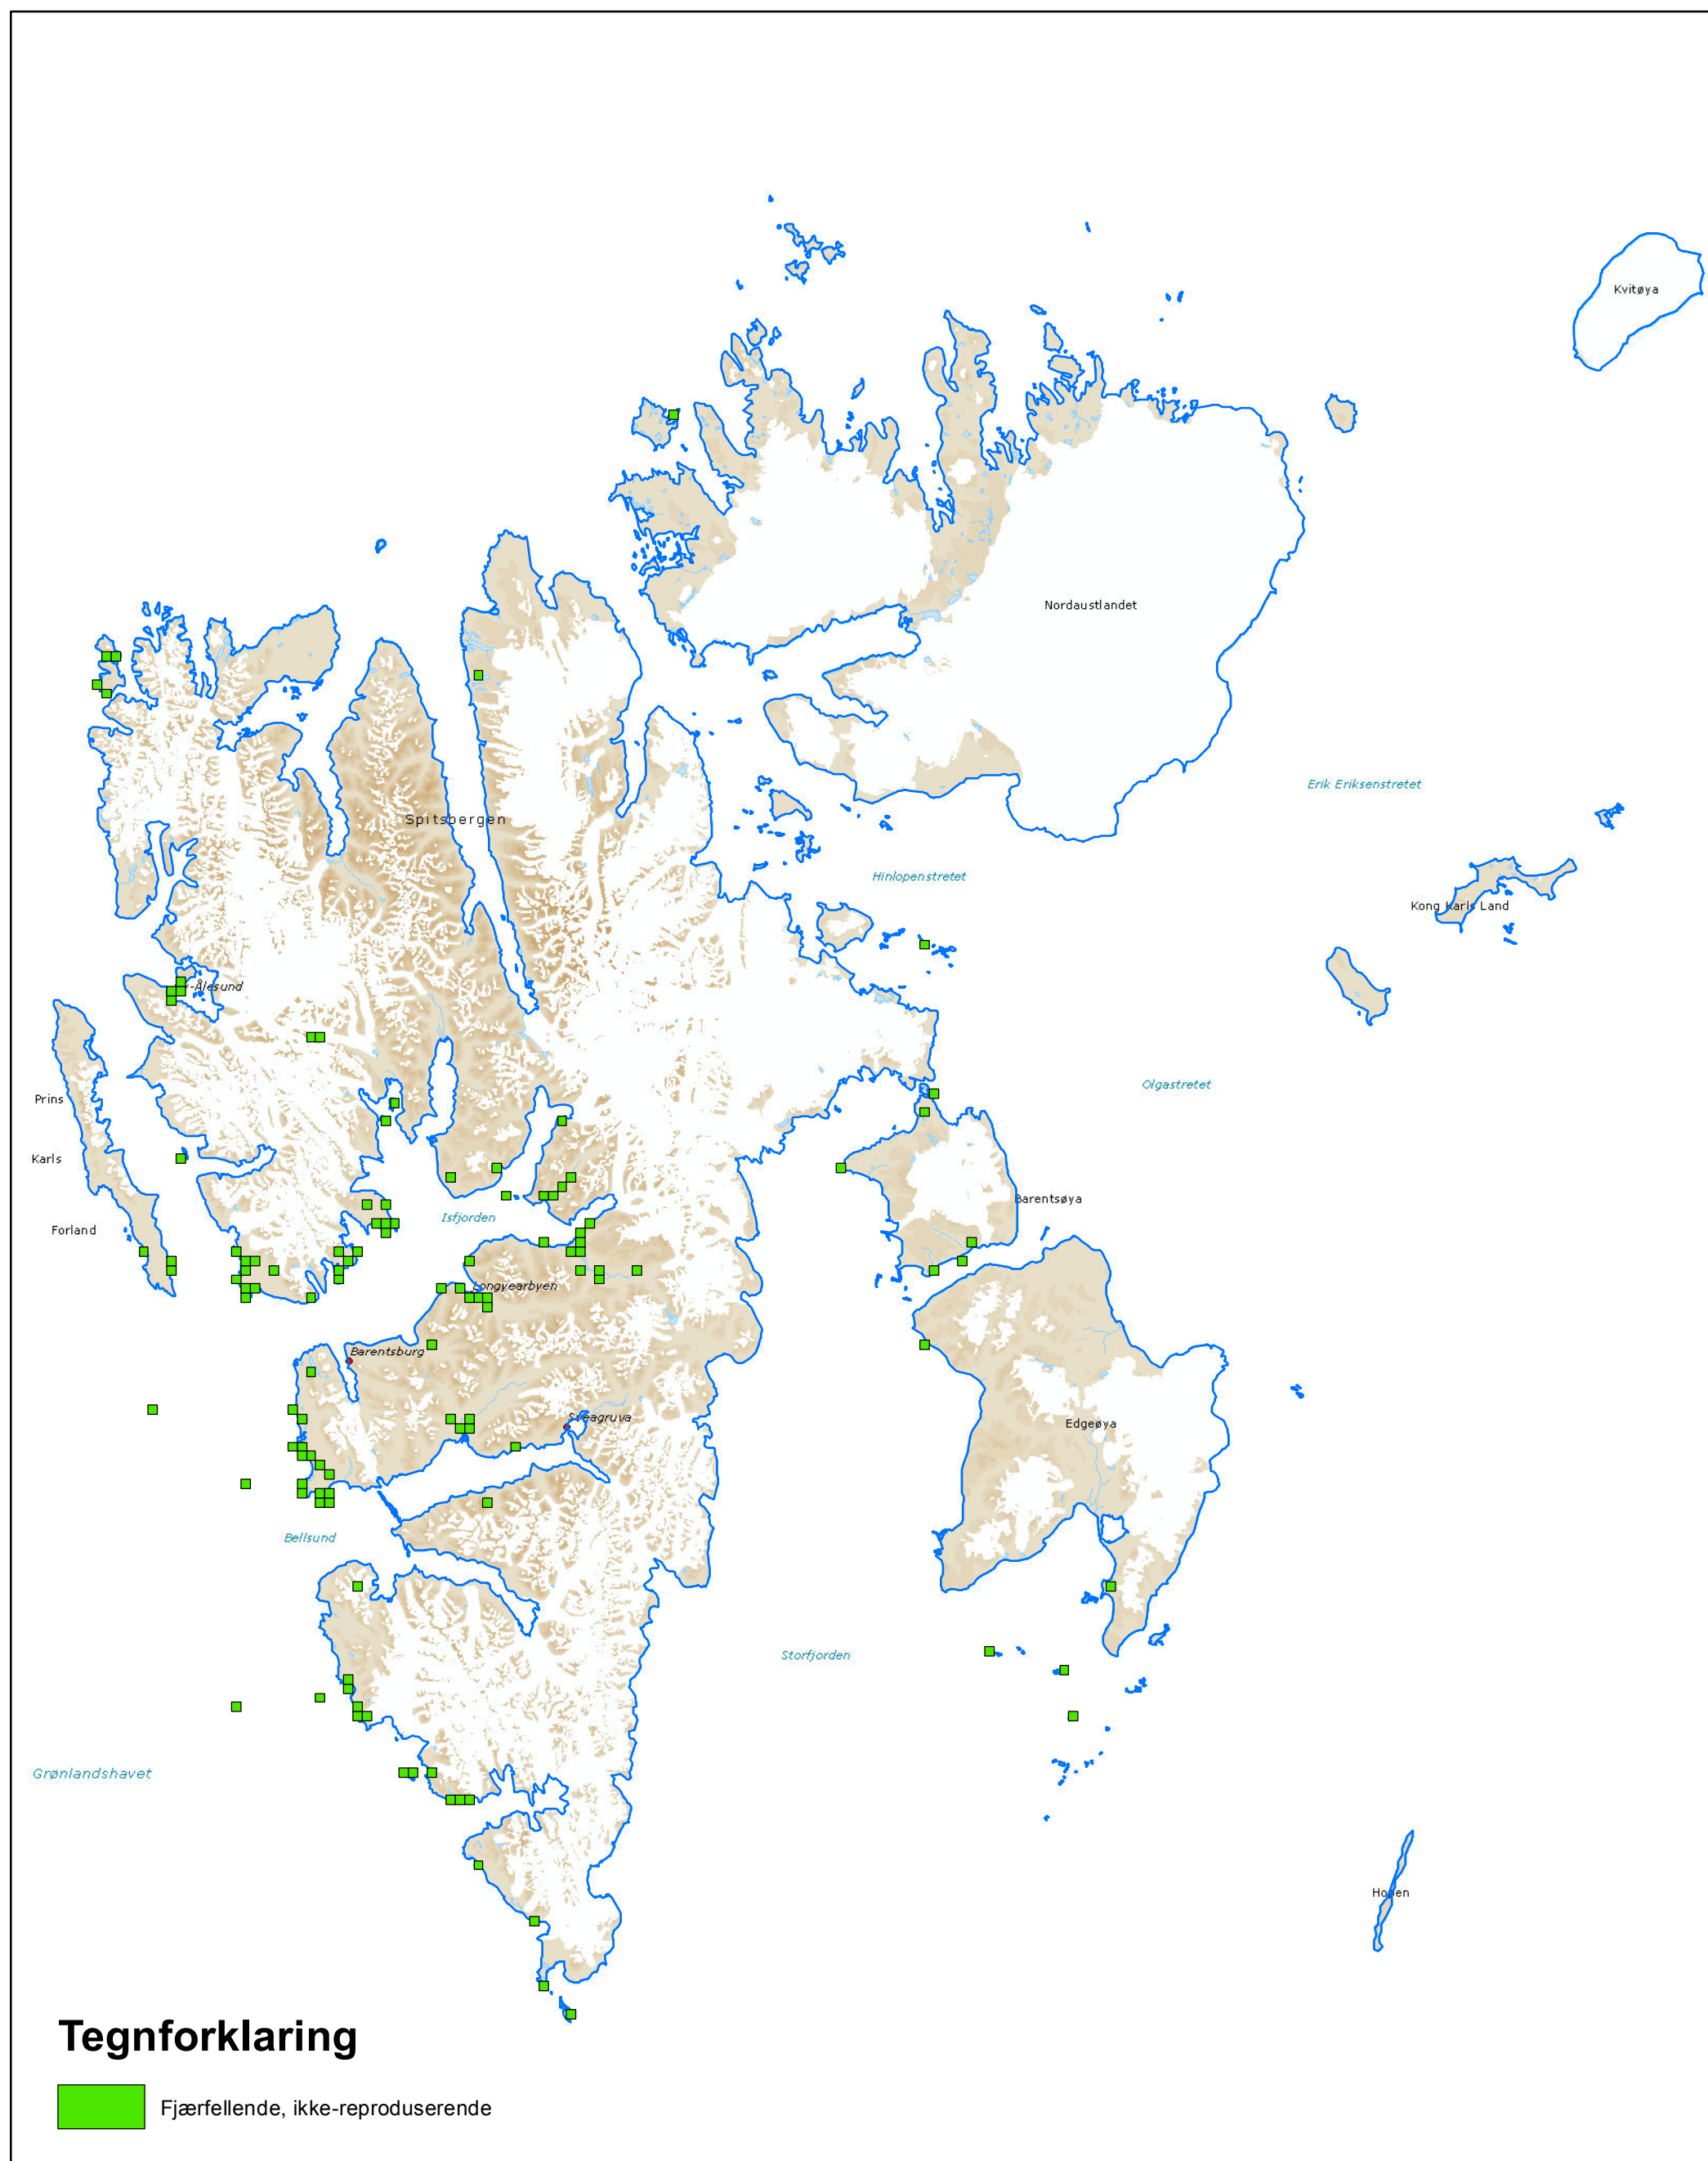 Kvitøya
Nordaustlandet
Erik Eriksenstretet
Spitsbergen
Hinlopenstretet
Kong Karls Land
-Ålesund
Olgastretet
Prins
Karls
Forland
Isfjorden
Barentsøya
Longyearbyen
Barentsburg
Sveagruva
Edgeøya
Bellsund
Storfjorden
Grønlandshavet
Hopen
Tegnforklaring
Fjærfellende, ikke-reproduserende